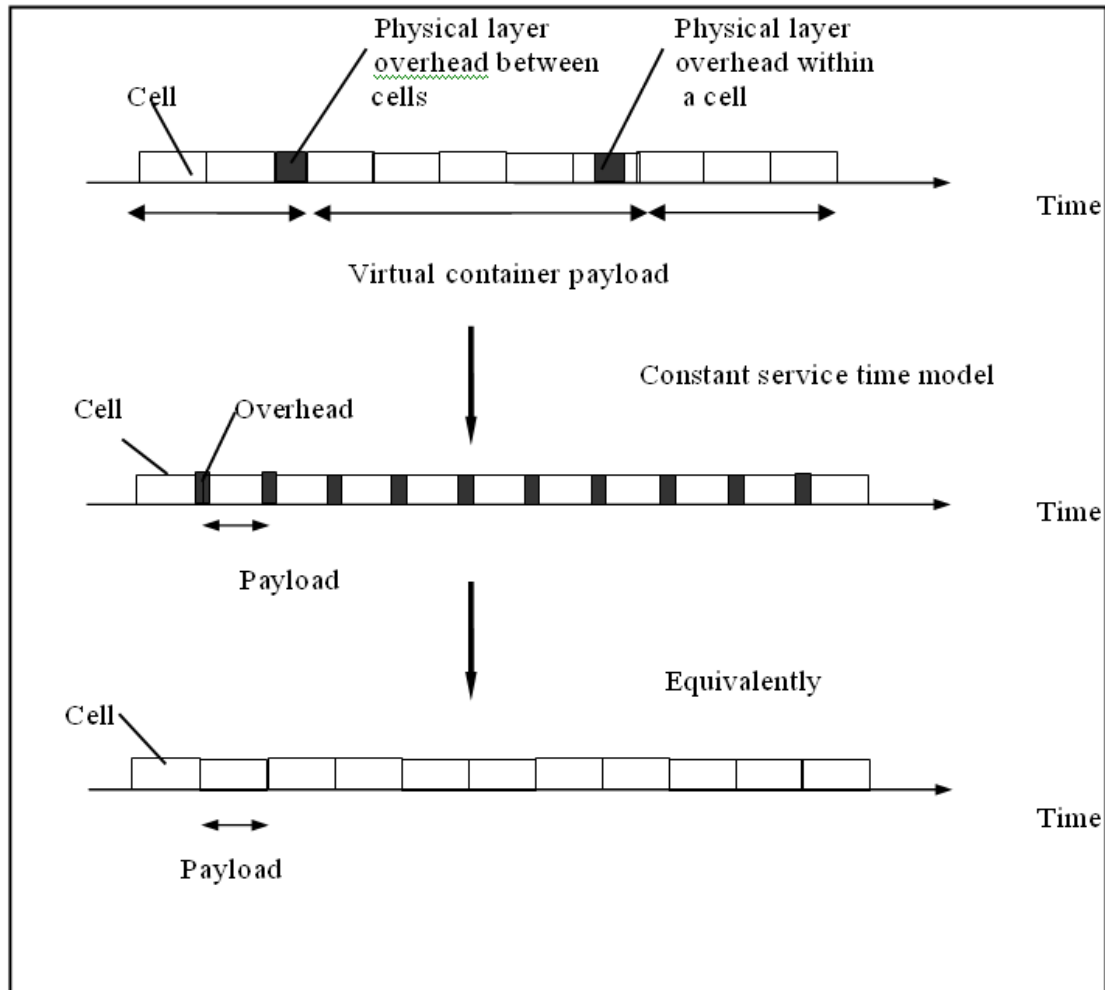 Physical layer
overhead between
cells
Physical layer
overhead within
a cell
Cell
Time
Virtual container payload
Constant service time model
Cell
Overhead
Time
Payload
Equivalently
Cell
Time
Payload